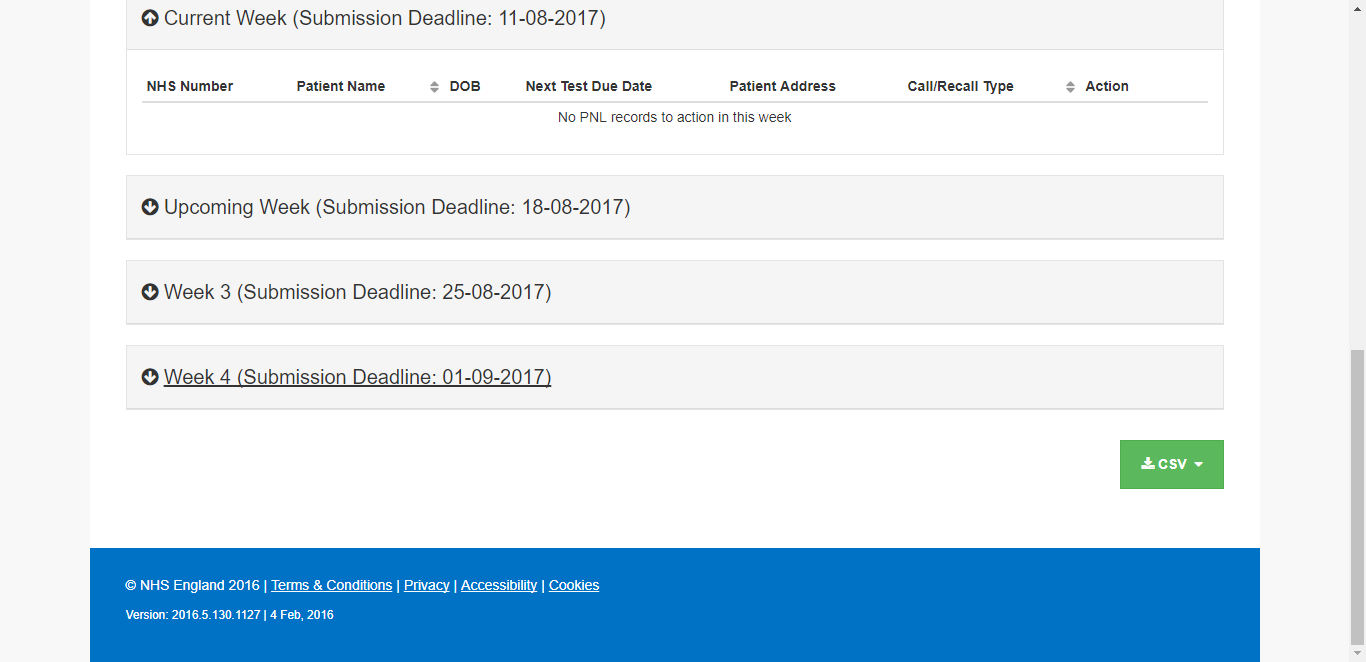 Current Week (Submission Deadline: 11-08-2017)
NHS Number Patient Name DOB Next Test Due Date Patient Address Call/Recall Type Action
No PNL records to action in this week
Upcoming Week (Submission Deadline: 18-08-2017)
Week 3 (Submission Deadline: 25-08-2017)
Week 4 (Submission Deadline: 01-09-2017)
CSV
© NHS England 2016 | Terms & Conditions | Privacy | Accessibility | Cookies
Version: 2016.5.130.1127 | 4 Feb, 2016